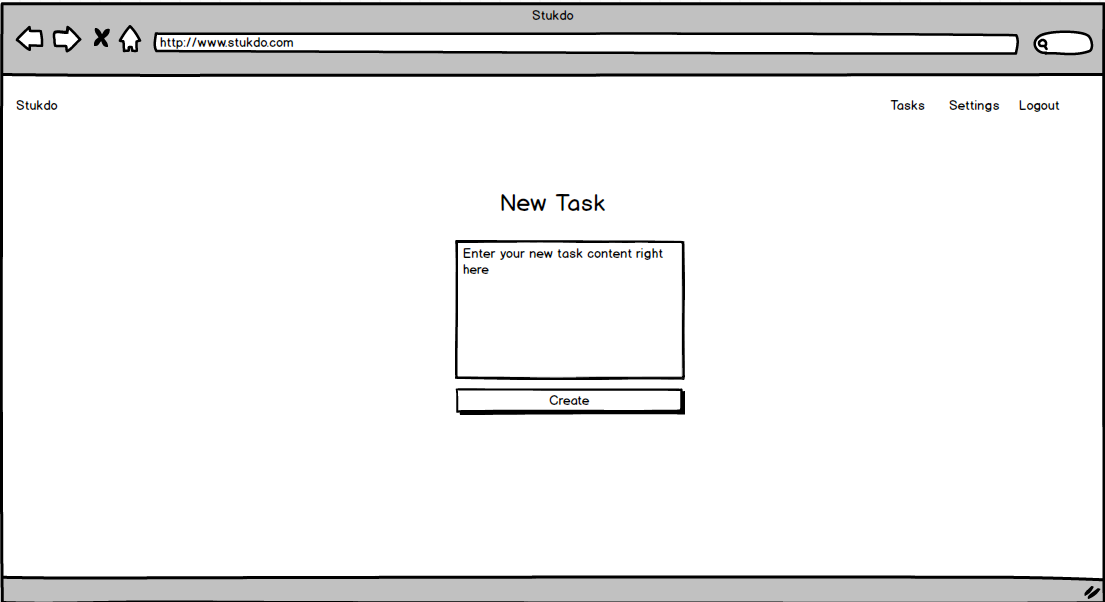 Stukdo
http://www.stukdo.com
Stukdo
Tasks
Settings
Logout
New Task
Enter your new task content right
here
Create